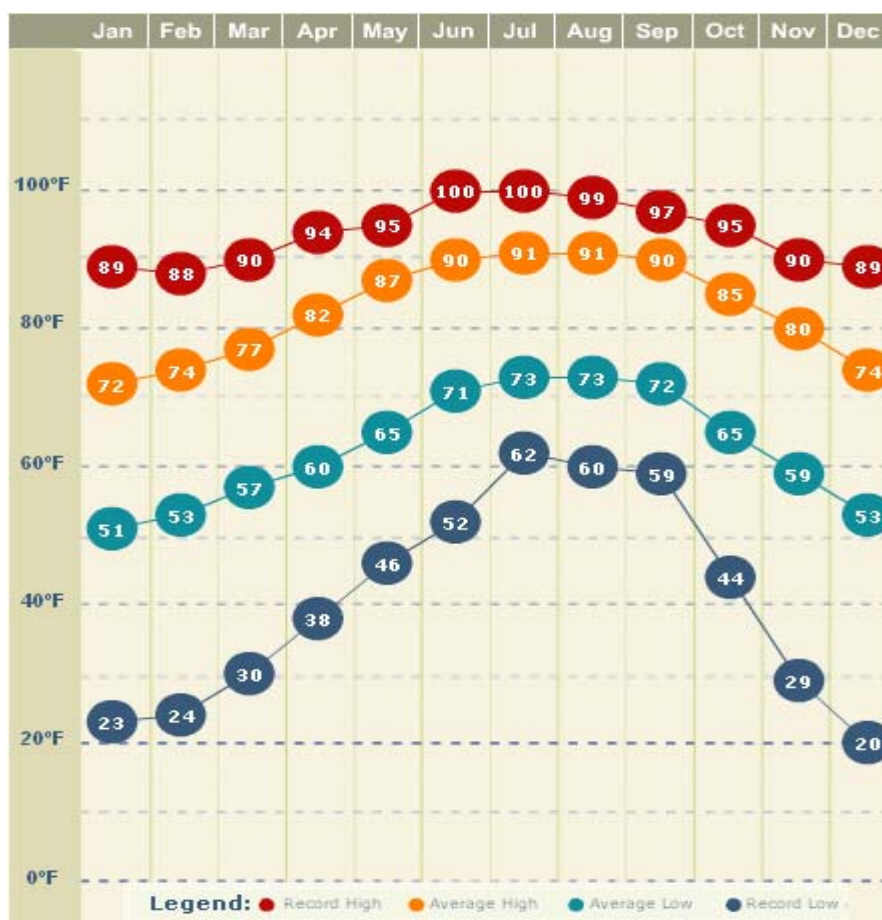 Jan Feb Mar Apr May Jun Jul Aug Sep Oct Nov Dec
100°F
100 100
99
97
94 95 95
89 88 90 90 89
90 91 91 90
87
85
82
80°F
80
77
72 74 74
73 73 72
71
65 65
60°F
62
60 60 59 59
57
51 53 53
52
46
44
40°F
38
30
29
23 24
20°F
20
0°F
Legend: Record High Average High Average Low Record Low